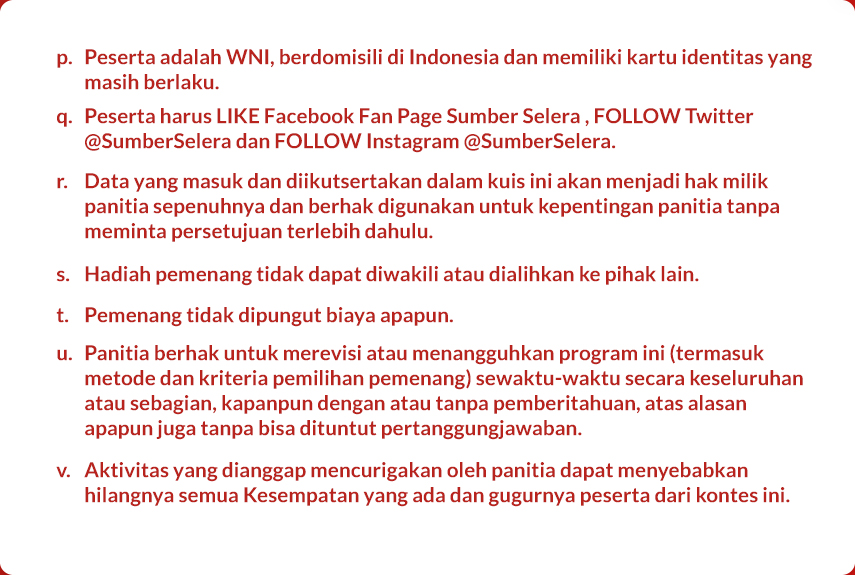 p. Peserta adalah WNI, berdomisili di Indonesia dan memiliki kartu identitas yang
masih berlaku.
q. Peserta harus LIKE Facebook Fan Page Sumber Selera , FOLLOW Twitter
@SumberSelera dan FOLLOW Instagram @SumberSelera.
r. Data yang masuk dan diikutsertakan dalam kuis ini akan menjadi hak milik
panitia sepenuhnya dan berhak digunakan untuk kepentingan panitia tanpa
meminta persetujuan terlebih dahulu.
s. Hadiah pemenang tidak dapat diwakili atau dialihkan ke pihak lain.
t. Pemenang tidak dipungut biaya apapun.
u. Panitia berhak untuk merevisi atau menangguhkan program ini (termasuk
metode dan kriteria pemilihan pemenang) sewaktu-waktu secara keseluruhan
atau sebagian, kapanpun dengan atau tanpa pemberitahuan, atas alasan
apapun juga tanpa bisa dituntut pertanggungjawaban.
v. Aktivitas yang dianggap mencurigakan oleh panitia dapat menyebabkan
hilangnya semua Kesempatan yang ada dan gugurnya peserta dari kontes ini.